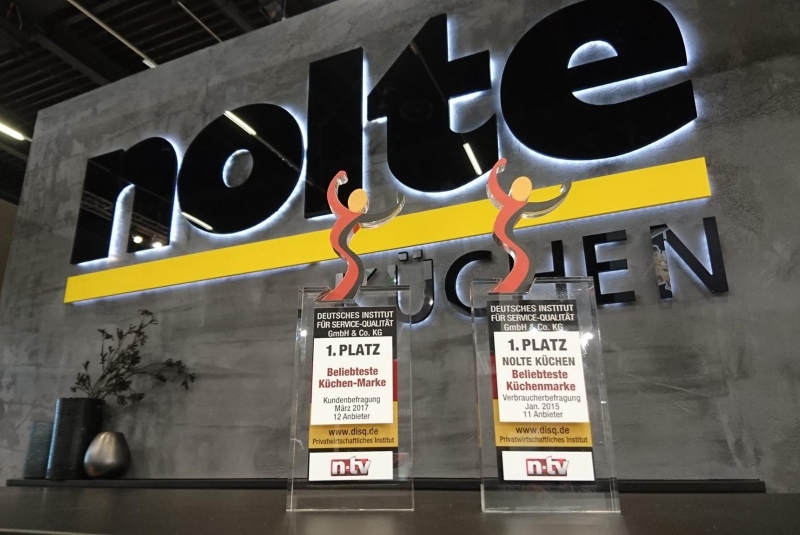 nolte
KÜCHEN
DEUTSCHES INSTITUT
FÜR SERVICE-QUALITÄT
GmbH & Co. KG
1. PLATZ
Beliebteste
Küchen-Marke
Kundenbefragung
März 2017
12 Anbieter
www.disq.de
Privatwirtschaftliches Institut
n-tv
DEUTSCHES INSTITUT
FÜR SERVICE-QUALITÄT
GmbH & Co. KG
1. PLATZ
NOLTE KÜCHEN
Beliebteste
Küchenmarke
Verbraucherbefragung
Jan. 2015
11 Anbieter
www.disq.de
Privatwirtschaftliches Institut
n-tv